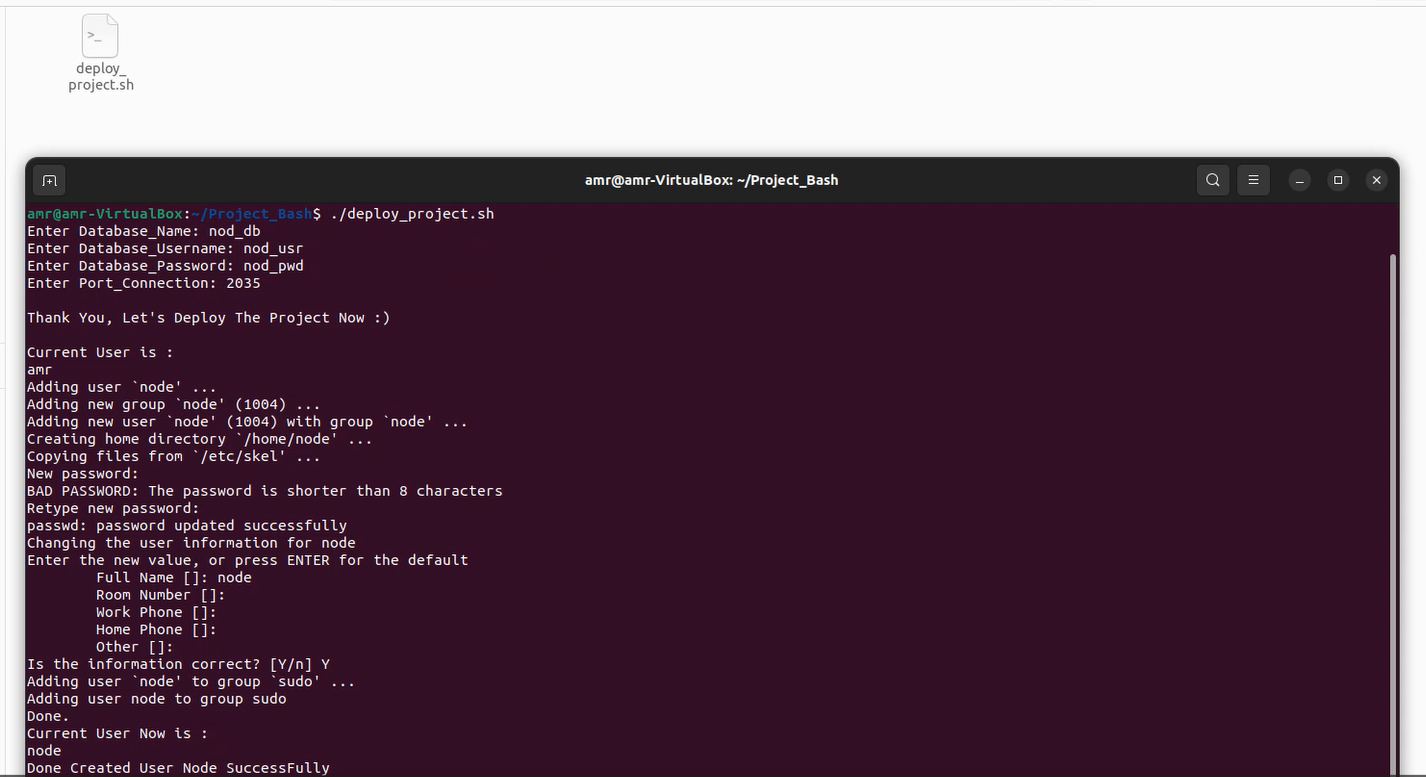 >_
deploy_
project.sh
amr@amr-VirtualBox: ~/Project_Bash
amr@amr-VirtualBox:~/Project_Bash$ ./deploy_project.sh
Enter Database_Name: nod_db
Enter Database_Username: nod_usr
Enter Database_Password: nod_pwd
Enter Port_Connection: 2035
Thank You, Let's Deploy The Project Now :)
Current User is :
amr
Adding user `node' ...
Adding new group `node' (1004) ...
Adding new user `node' (1004) with group `node' ...
Creating home directory `/home/node' ...
Copying files from `/etc/skel' ...
New password:
BAD PASSWORD: The password is shorter than 8 characters
Retype new password:
passwd: password updated successfully
Changing the user information for node
Enter the new value, or press ENTER for the default
Full Name []: node
Room Number []:
Work Phone []:
Home Phone []:
Other []:
Is the information correct? [Y/n] Y
Adding user `node' to group `sudo' ...
Adding user node to group sudo
Done.
Current User Now is :
node
Done Created User Node SuccessFully